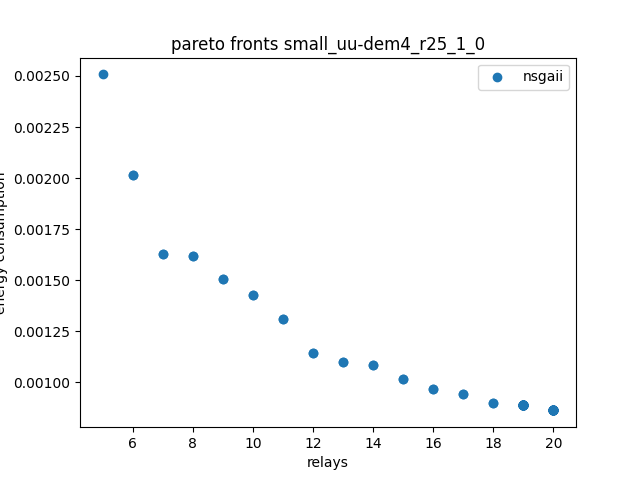 pareto fronts small_uu-dem4_r25_1_0
nsgaii
0.00250
0.00225
0.00200
0.00175
0.00150
0.00125
0.00100
energy consumption
6 8 10 12 14 16 18 20
relays